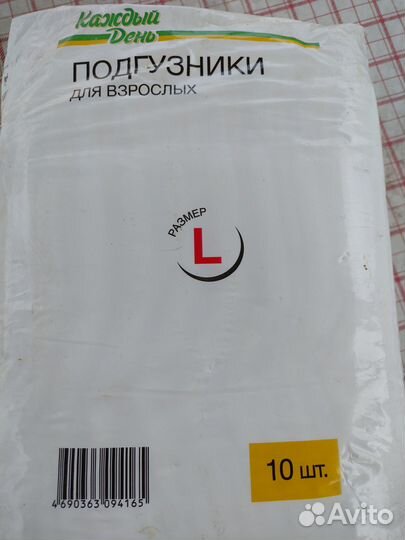 Каждый
День
ПОДГУЗНИКИ
ДЛЯ ВЗРОСЛЫХ
РАЗМЕР
L
10 шт.
4 690363 094165
Avito